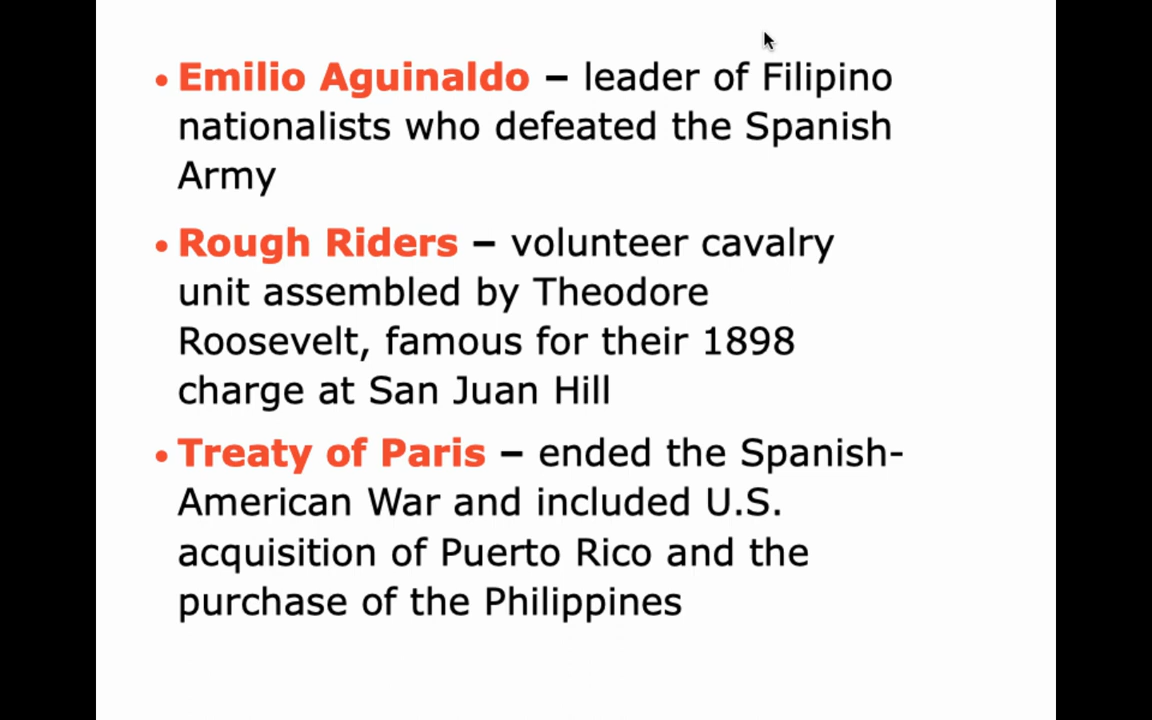 • Emilio Aguinaldo – leader of Filipino
nationalists who defeated the Spanish
Army
• Rough Riders – volunteer cavalry
unit assembled by Theodore
Roosevelt, famous for their 1898
charge at San Juan Hill
• Treaty of Paris – ended the Spanish-
American War and included U.S.
acquisition of Puerto Rico and the
purchase of the Philippines